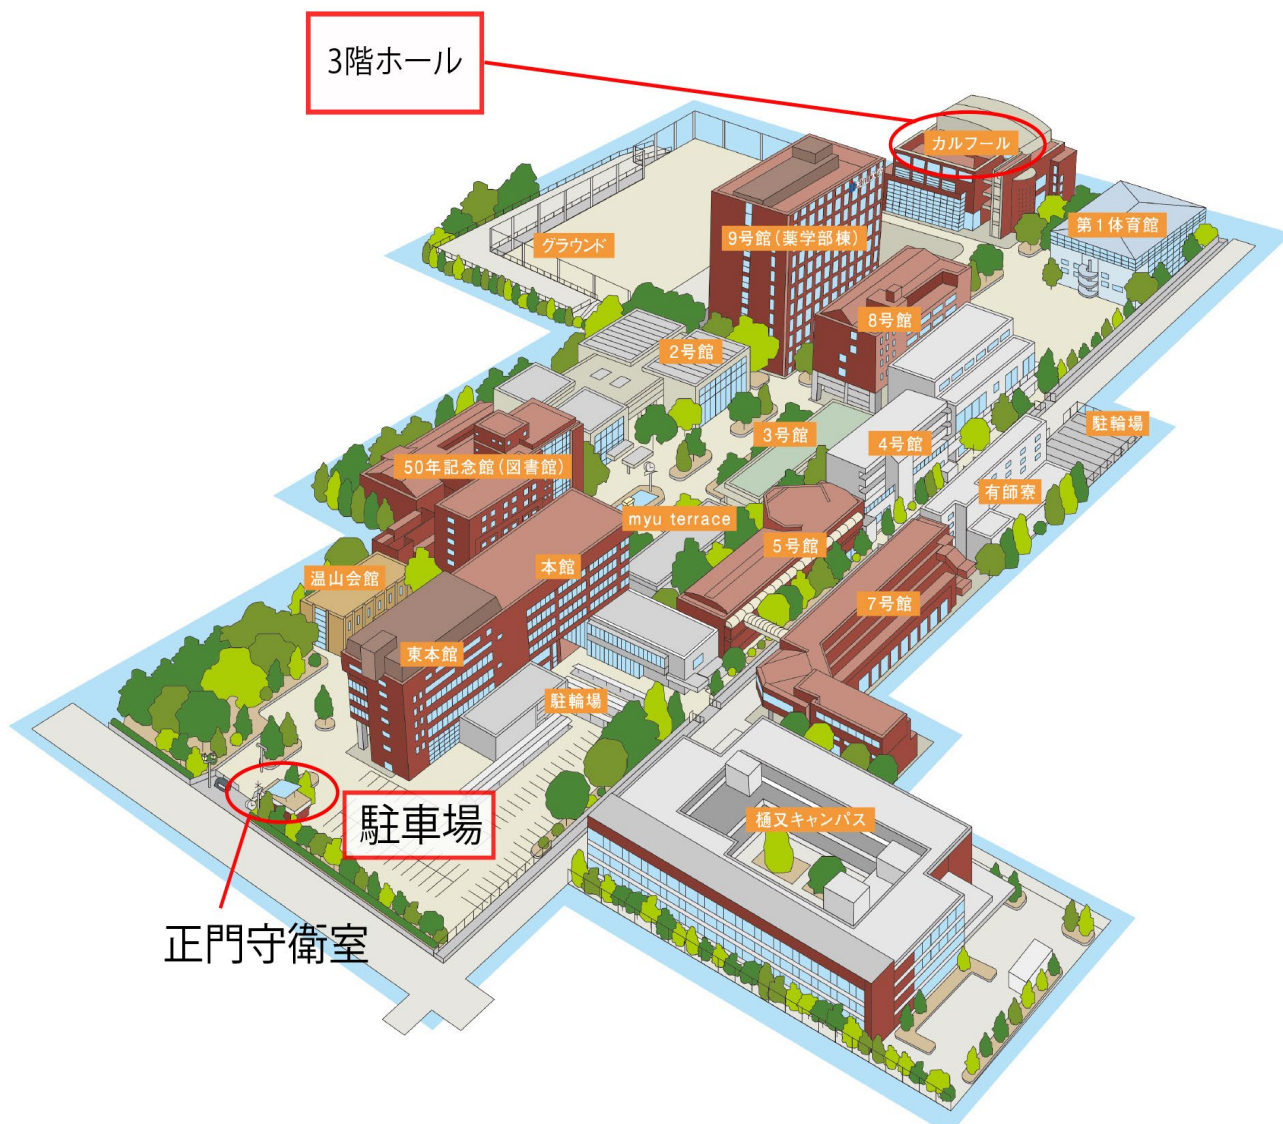 3階ホール
カルフール
第1体育館
グラウンド
9号館(薬学部棟)
8号館
2号館
駐輪場
3号館
4号館
50年記念館(図書館)
有師寮
myu terrace
5号館
本館
温山会館
7号館
東本館
駐輪場
駐車場
樋又キャンパス
正門守衛室